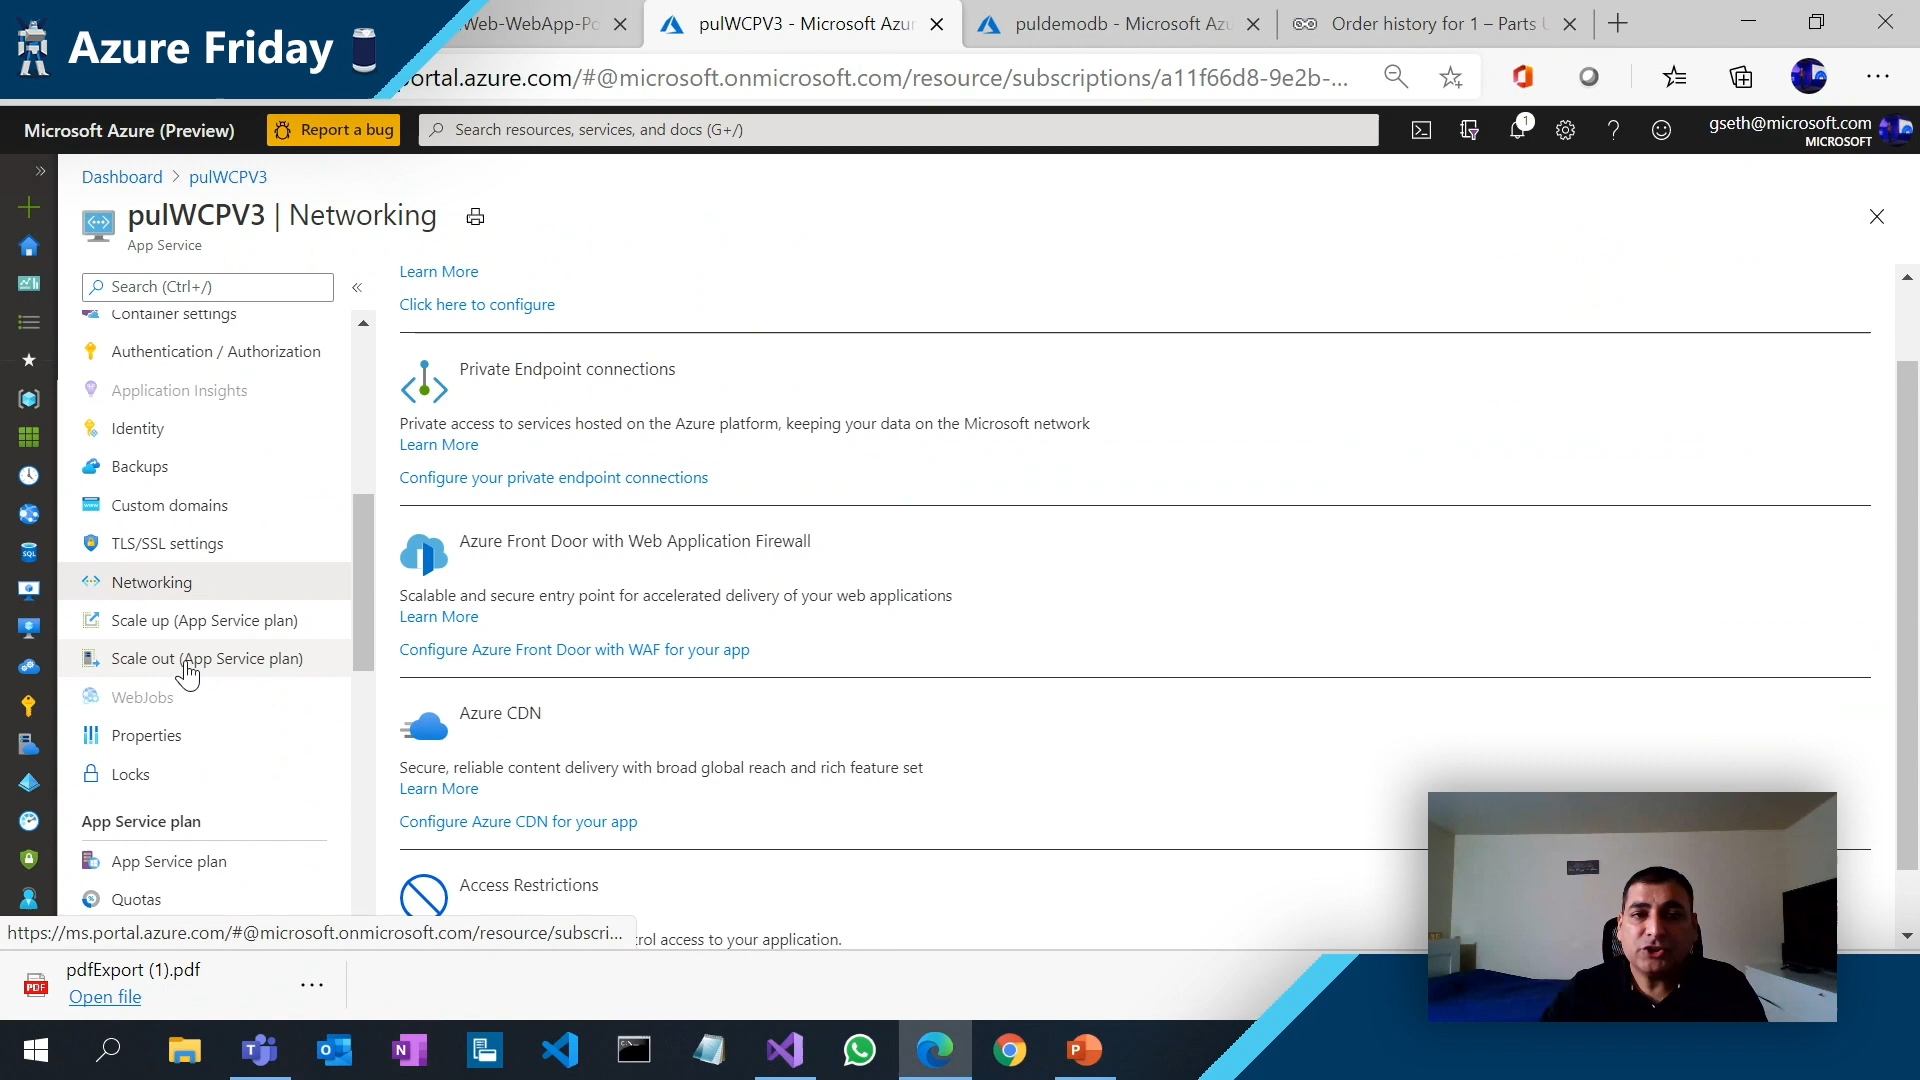 Azure Friday
Web-WebApp-Po
pulWCPV3 - Microsoft Azur
puldemodb - Microsoft Azu
Order history for 1 – Parts U
ortal.azure.com/#@microsoft.onmicrosoft.com/resource/subscriptions/a11f66d8-9e2b-...
Microsoft Azure (Preview)
Report a bug
Search resources, services, and docs (G+/)
1
gseth@microsoft.com
MICROSOFT
Dashboard > pulWCPV3
pulWCPV3 | Networking
App Service
Search (Ctrl+/)
Container settings
Authentication / Authorization
Application Insights
Identity
Backups
Custom domains
TLS/SSL settings
Networking
Scale up (App Service plan)
Scale out (App Service plan)
WebJobs
Properties
Locks
App Service plan
App Service plan
Quotas
Learn More
Click here to configure
Private Endpoint connections
Private access to services hosted on the Azure platform, keeping your data on the Microsoft network
Learn More
Configure your private endpoint connections
Azure Front Door with Web Application Firewall
Scalable and secure entry point for accelerated delivery of your web applications
Learn More
Configure Azure Front Door with WAF for your app
Azure CDN
Secure, reliable content delivery with broad global reach and rich feature set
Learn More
Configure Azure CDN for your app
Access Restrictions
rol access to your application.
https://ms.portal.azure.com/#@microsoft.onmicrosoft.com/resource/subscri...
PDF
pdfExport (1).pdf
Open file